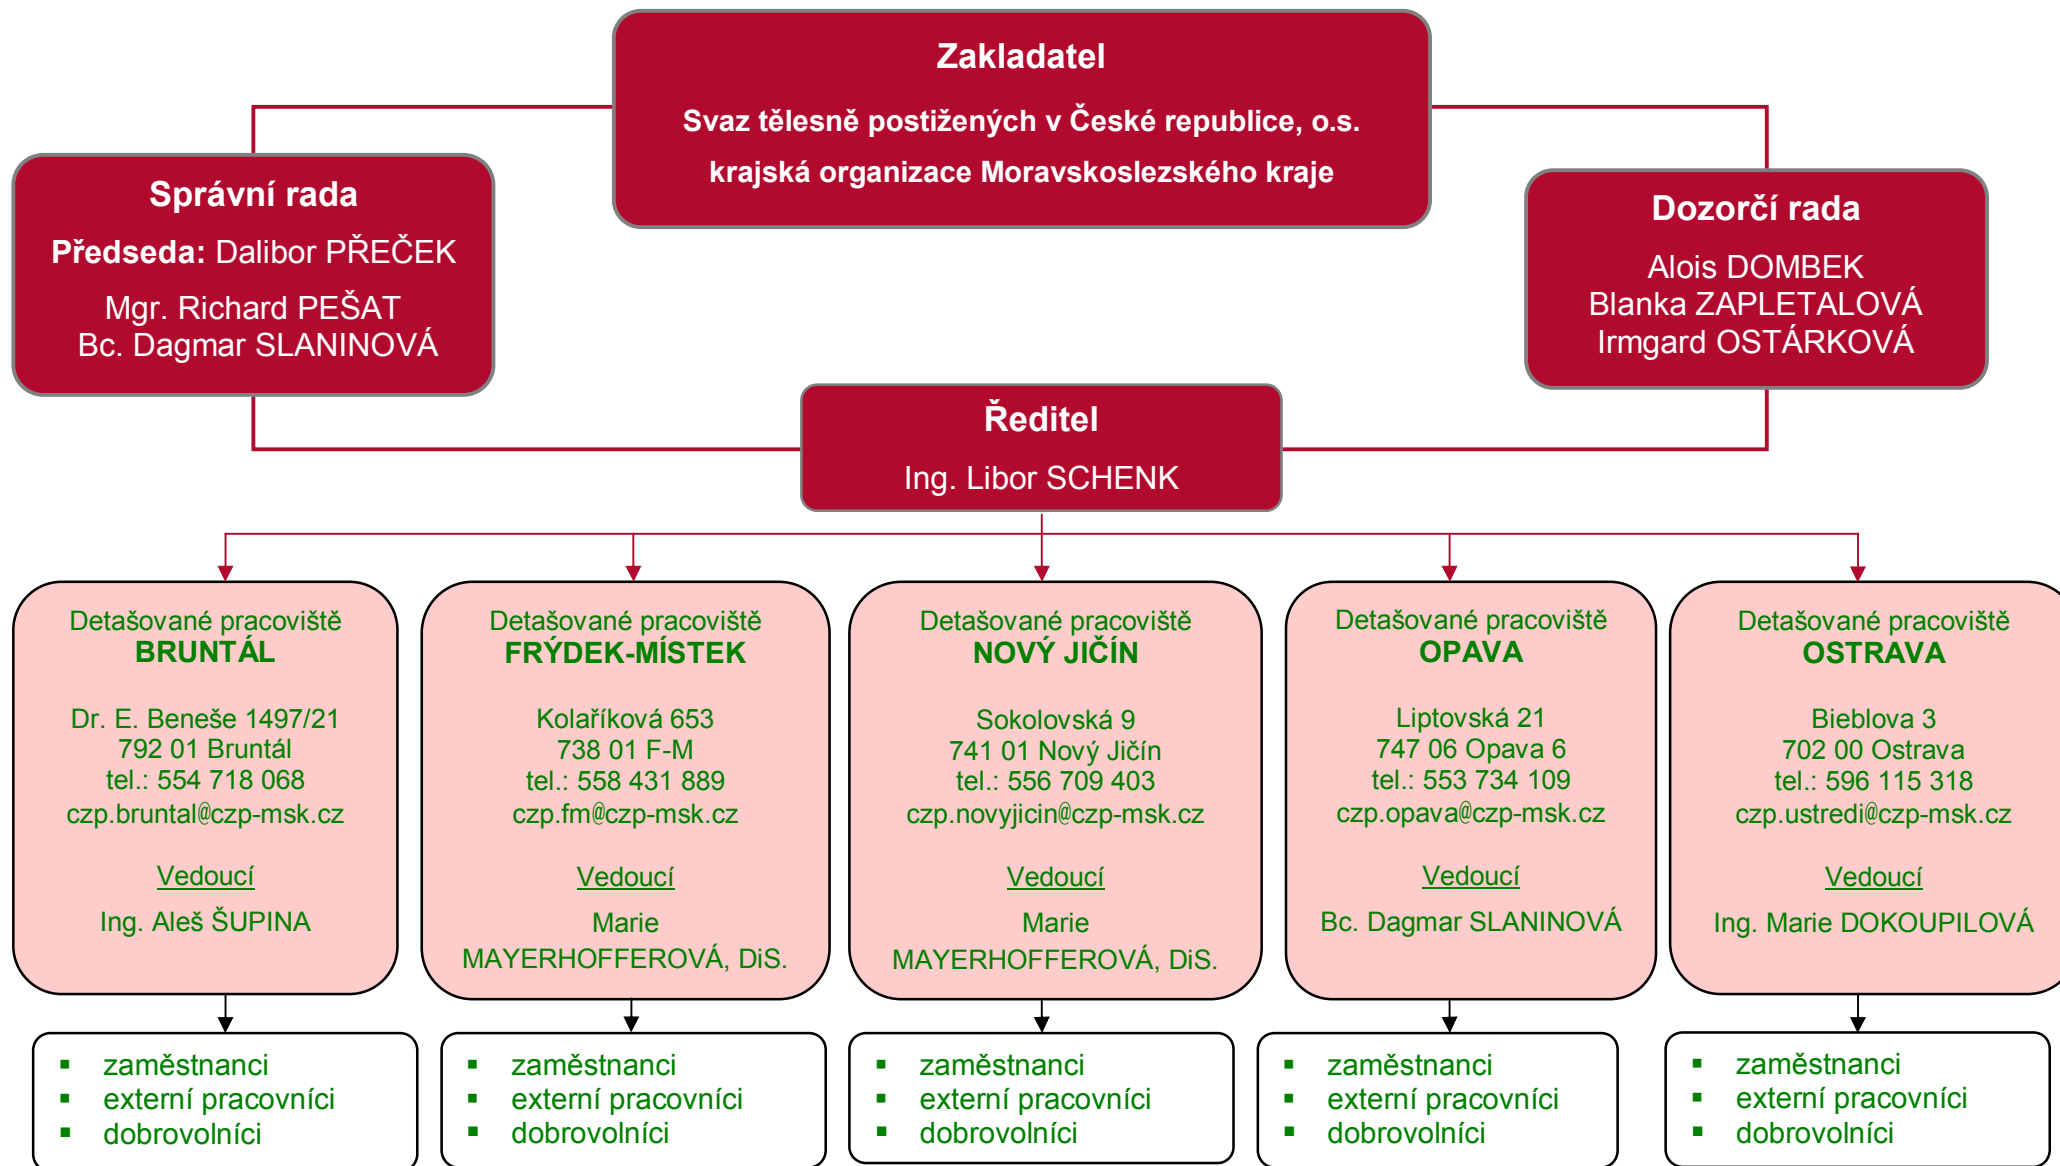 Zakladatel
Svaz tělesně postižených v České republice, o.s.
krajská organizace Moravskoslezského kraje
Správní rada
Předseda: Dalibor PŘEČEK
Mgr. Richard PEŠAT
Bc. Dagmar SLANINOVÁ
Dozorčí rada
Alois DOMBEK
Blanka ZAPLETALOVÁ
Irmgard OSTÁRKOVÁ
Ředitel
Ing. Libor SCHENK
Detašované pracoviště
BRUNTÁL
Dr. E. Beneše 1497/21
792 01 Bruntál
tel.: 554 718 068
czp.bruntal@czp-msk.cz
Vedoucí
Ing. Aleš ŠUPINA
Detašované pracoviště
FRÝDEK-MÍSTEK
Kolaříková 653
738 01 F-M
tel.: 558 431 889
czp.fm@czp-msk.cz
Vedoucí
Marie
MAYERHOFFEROVÁ, DiS.
Detašované pracoviště
NOVÝ JIČÍN
Sokolovská 9
741 01 Nový Jičín
tel.: 556 709 403
czp.novyjicin@czp-msk.cz
Vedoucí
Marie
MAYERHOFFEROVÁ, DiS.
Detašované pracoviště
OPAVA
Liptovská 21
747 06 Opava 6
tel.: 553 734 109
czp.opava@czp-msk.cz
Vedoucí
Bc. Dagmar SLANINOVÁ
Detašované pracoviště
OSTRAVA
Bieblova 3
702 00 Ostrava
tel.: 596 115 318
czp.ustredi@czp-msk.cz
Vedoucí
Ing. Marie DOKOUPILOVÁ
▪ zaměstnanci
▪ externí pracovníci
▪ dobrovolníci
▪ zaměstnanci
▪ externí pracovníci
▪ dobrovolníci
▪ zaměstnanci
▪ externí pracovníci
▪ dobrovolníci
▪ zaměstnanci
▪ externí pracovníci
▪ dobrovolníci
▪ zaměstnanci
▪ externí pracovníci
▪ dobrovolníci